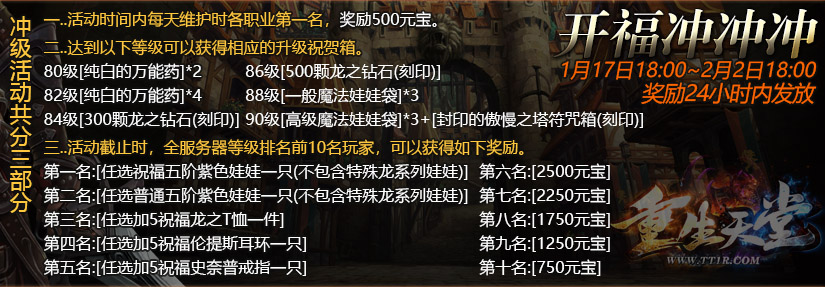 冲级活动共分三部分
一..活动时间内每天维护时各职业第一名，奖励500元宝。
二..达到以下等级可以获得相应的升级祝贺箱。
80级[纯白的万能药]*2 86级[500颗龙之钻石(刻印)]
82级[纯白的万能药]*4 88级[一般魔法娃娃袋]*3
84级[300颗龙之钻石(刻印)] 90级[高级魔法娃娃袋]*3+[封印的傲慢之塔符咒箱(刻印)]
三..活动截止时，全服务器等级排名前10名玩家，可以获得如下奖励。
第一名:[任选祝福五阶紫色娃娃一只(不包含特殊龙系列娃娃)] 第六名:[2500元宝]
第二名:[任选普通五阶紫色娃娃一只(不包含特殊龙系列娃娃)] 第七名:[2250元宝]
第三名:[任选加5祝福龙之T恤一件] 第八名:[1750元宝]
第四名:[任选加5祝福伦提斯耳环一只] 第九名:[1250元宝]
第五名:[任选加5祝福史奈普戒指一只] 第十名:[750元宝]
开福冲冲冲
1月17日18:00~2月2日18:00
奖励24小时内发放
重生天堂
WWW.TT1R.COM